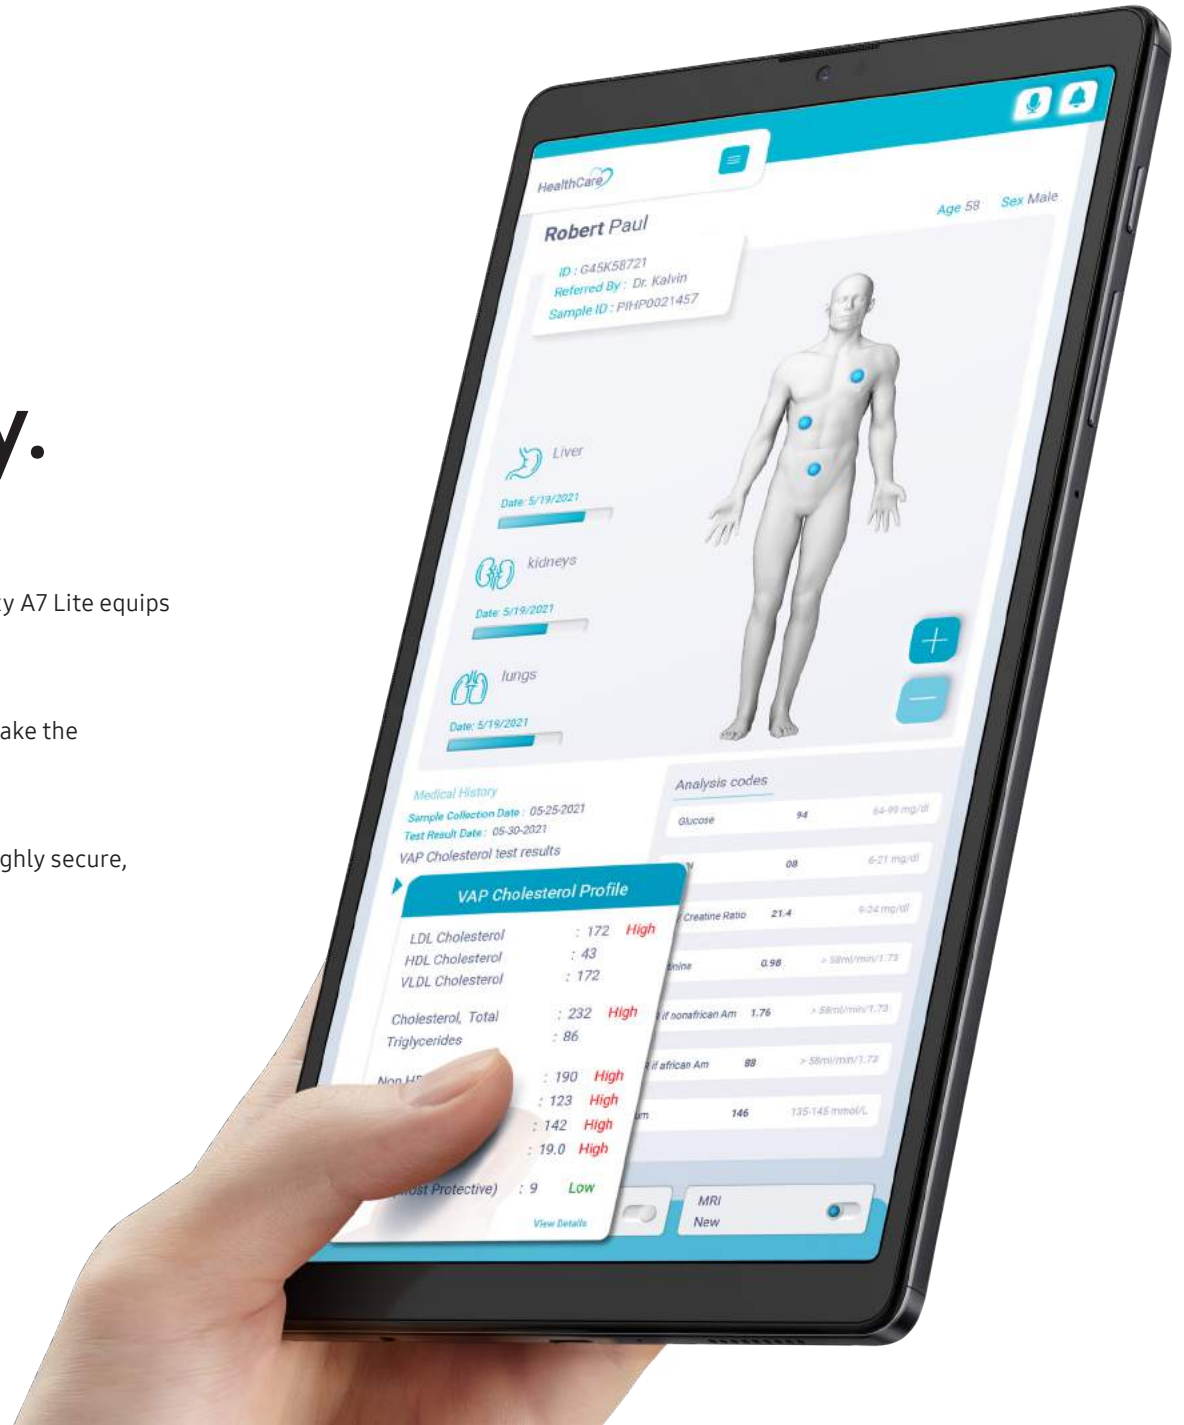 y.
y A7 Lite equips
ake the
ghly secure,
HealthCare
Robert Paul
Age 58 Sex Male
ID : G45K58721
Referred By : Dr. Kalvin
Sample ID : PIHP0021457
Liver
Date: 5/19/2021
kidneys
Date: 5/19/2021
lungs
Date: 5/19/2021
Medical History
Sample Collection Date : 05-25-2021
Test Result Date : 05-30-2021
VAP Cholesterol test results
VAP Cholesterol Profile
LDL Cholesterol : 172 High
HDL Cholesterol : 43
VLDL Cholesterol : 172
Cholesterol, Total : 232 High
Triglycerides : 86
Non : 190 High
: 123 High
: 142 High
: 19.0 High
Protective) : 9 Low
View Details
Analysis codes
Glucose 94 64-99 mg/dl
08 6-21 mg/dl
Creatine Ratio 21.4 9-24 mg/dl
inine 0.98 > 58ml/min/1.73
if nonafrican Am 1.76 > 58ml/min/1.73
if african Am 88 > 58ml/min/1.73
um 146 135-145 mmol/L
MRI
New